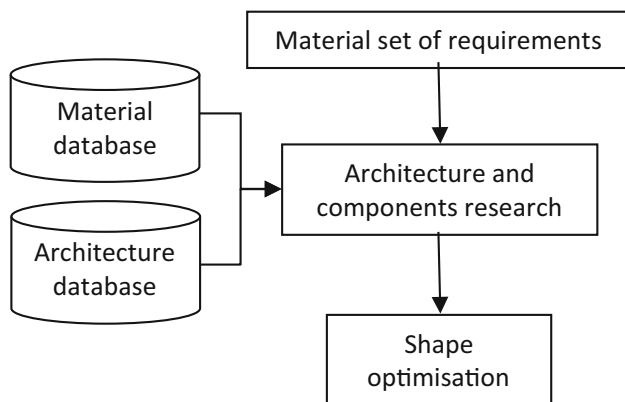 Material set of requirements
Material
database
Architecture and
components research
Architecture
database
Shape
optimisation